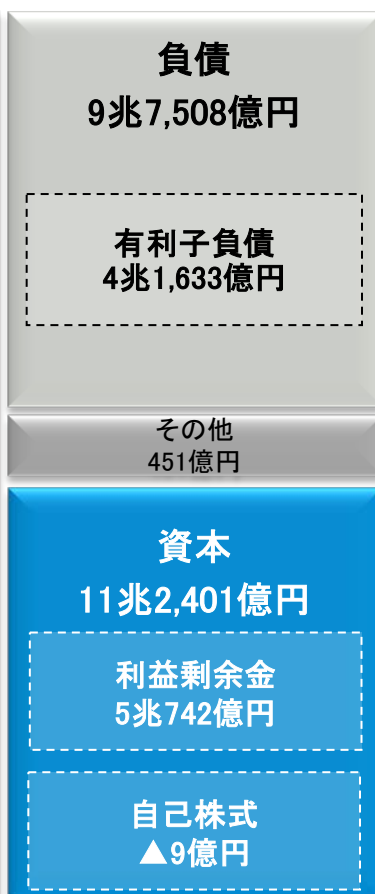 負債
9兆7,508億円
有利子負債
4兆1,633億円
その他
451億円
資本
11兆2,401億円
利益剰余金
5兆742億円
自己株式
▲9億円